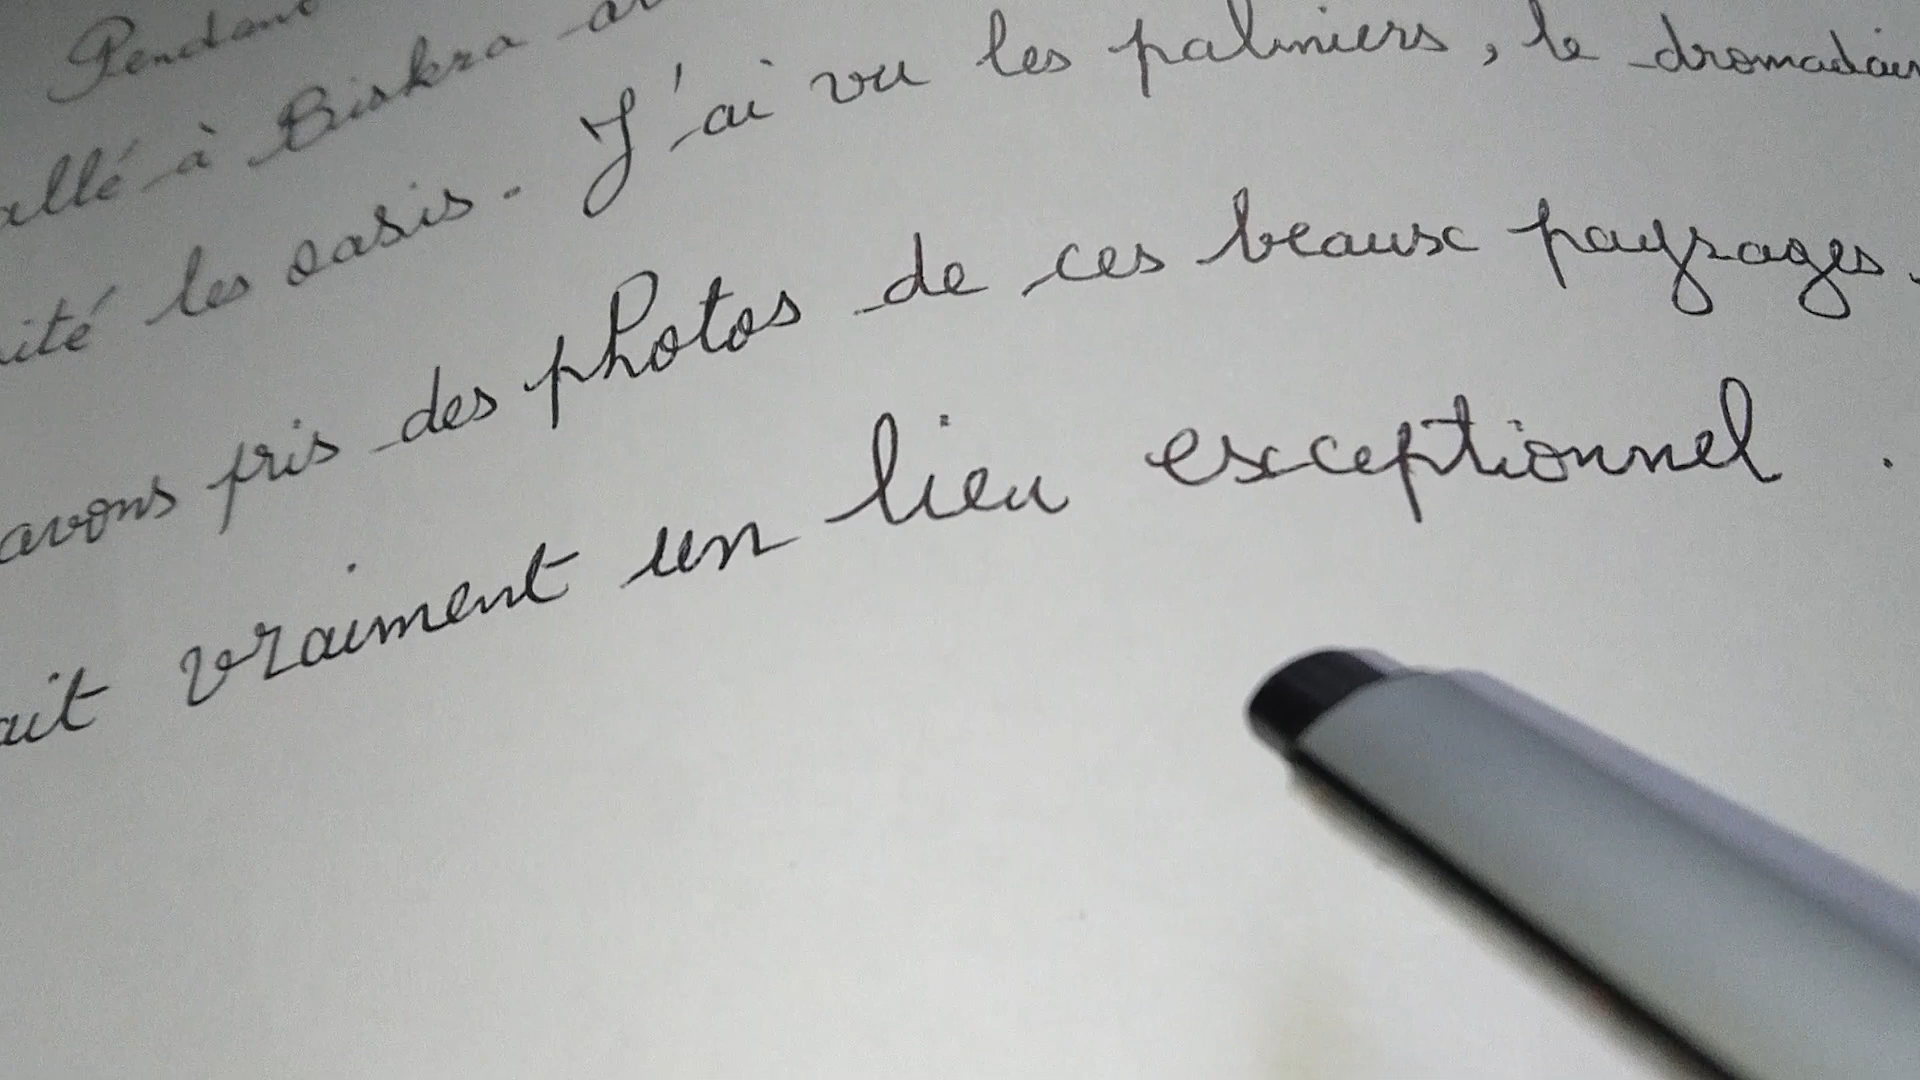 Pendant
allé à Biskra
ité les oasis. J'ai vu les palmiers, le dromadair
avons pris des photos de ces beaux paysages.
ait vraiment un lieu exceptionnel.